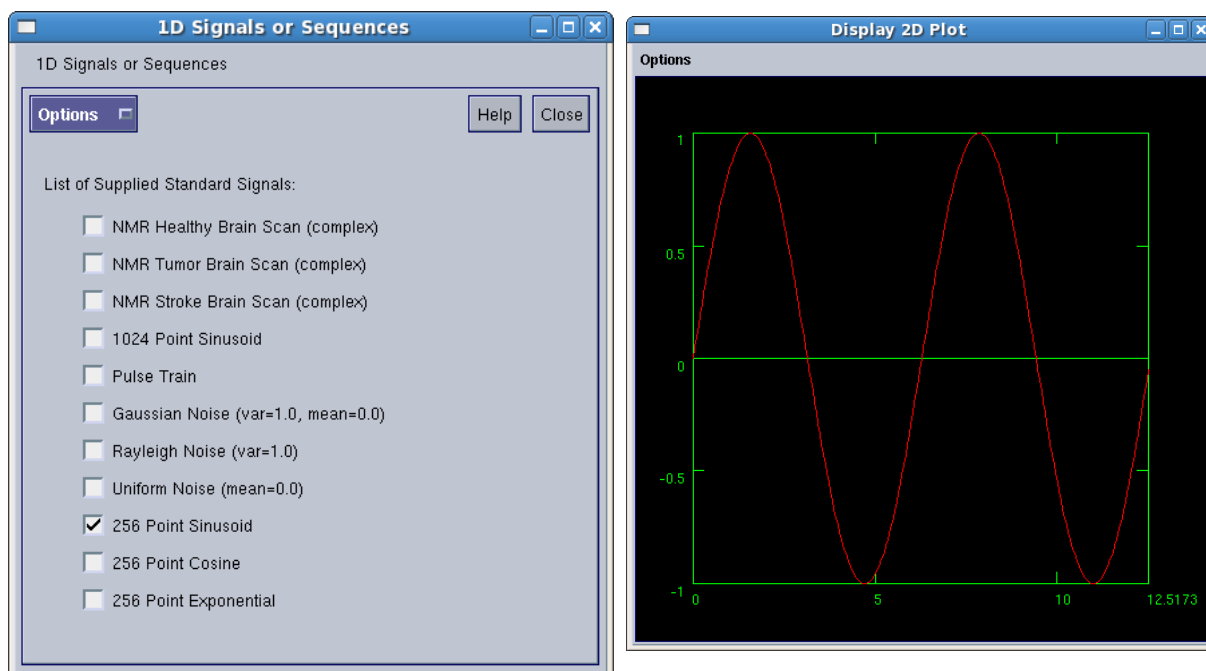 1D Signals or Sequences
1D Signals or Sequences
Options
Help
Close
List of Supplied Standard Signals:
NMR Healthy Brain Scan (complex)
NMR Tumor Brain Scan (complex)
NMR Stroke Brain Scan (complex)
1024 Point Sinusoid
Pulse Train
Gaussian Noise (var=1.0, mean=0.0)
Rayleigh Noise (var=1.0)
Uniform Noise (mean=0.0)
256 Point Sinusoid
256 Point Cosine
256 Point Exponential
Display 2D Plot
Options
1
0.5
0
-0.5
-1
0
5
10
12.5173